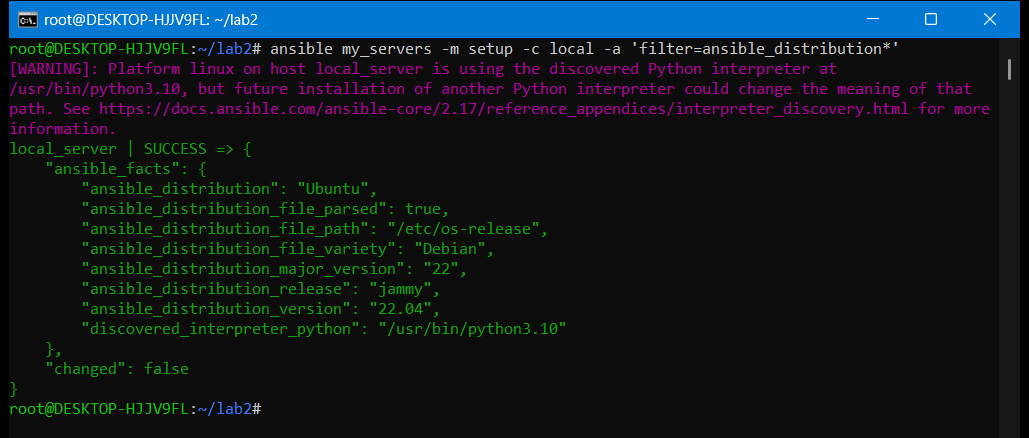 root@DESKTOP-HJJV9FL: ~/lab2
root@DESKTOP-HJJV9FL:~/lab2# ansible my_servers -m setup -c local -a 'filter=ansible_distribution*'
[WARNING]: Platform linux on host local_server is using the discovered Python interpreter at
/usr/bin/python3.10, but future installation of another Python interpreter could change the meaning of that
path. See https://docs.ansible.com/ansible-core/2.17/reference_appendices/interpreter_discovery.html for more
information.
local_server | SUCCESS => {
    "ansible_facts": {
        "ansible_distribution": "Ubuntu",
        "ansible_distribution_file_parsed": true,
        "ansible_distribution_file_path": "/etc/os-release",
        "ansible_distribution_file_variety": "Debian",
        "ansible_distribution_major_version": "22",
        "ansible_distribution_release": "jammy",
        "ansible_distribution_version": "22.04",
        "discovered_interpreter_python": "/usr/bin/python3.10"
    },
    "changed": false
}
root@DESKTOP-HJJV9FL:~/lab2#